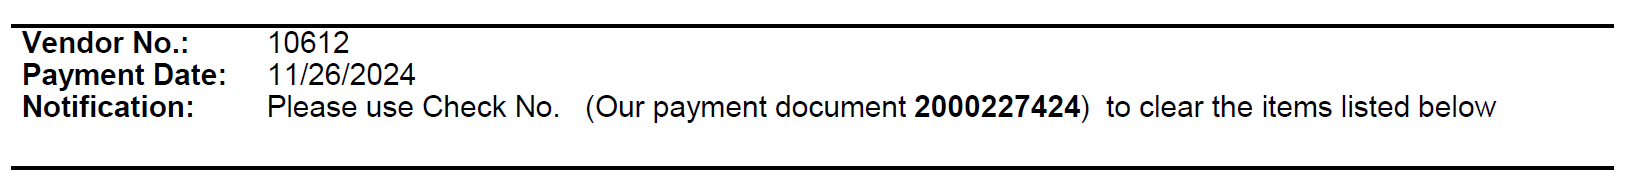 Vendor No.: 10612
Payment Date: 11/26/2024
Notification: Please use Check No. (Our payment document 2000227424) to clear the items listed below